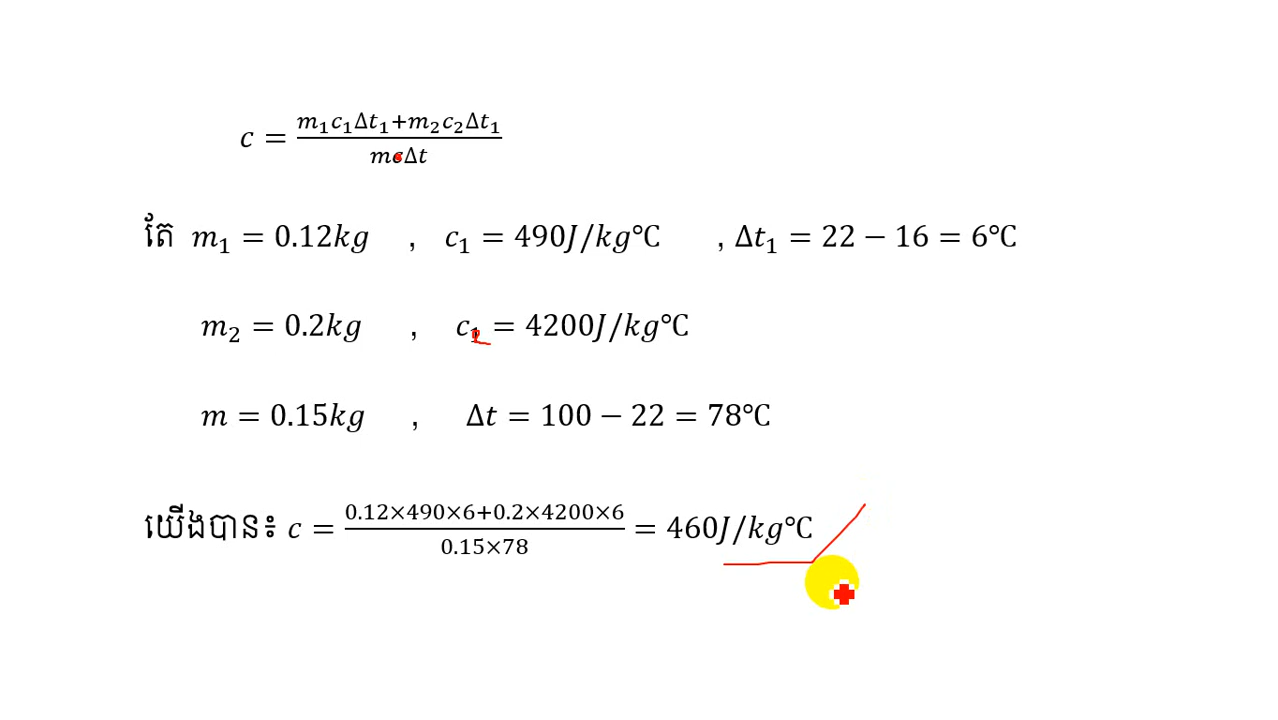 c = (m₁c₁Δt₁+m₂c₂Δt₁)/(mcΔt)
តែ m₁ = 0.12kg , c₁ = 490J/kg℃ , Δt₁ = 22 − 16 = 6℃
m₂ = 0.2kg , c₂ = 4200J/kg℃
m = 0.15kg , Δt = 100 − 22 = 78℃
យើងបាន៖ c = (0.12×490×6+0.2×4200×6)/(0.15×78) = 460J/kg℃